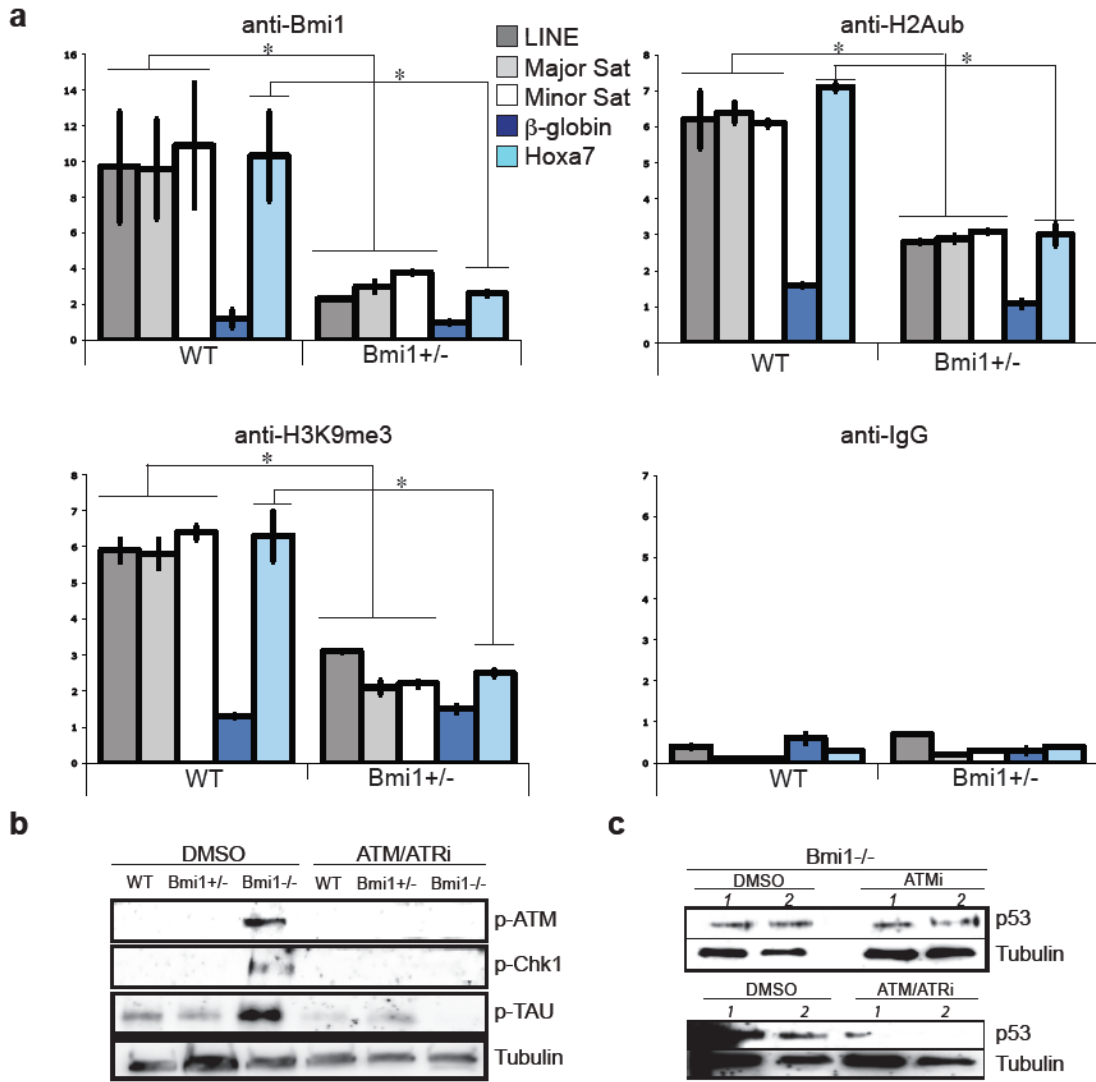 a
anti-Bmi1
LINE
Major Sat
Minor Sat
β-globin
Hoxa7
16
14
12
10
8
6
4
2
0
*
*
WT
Bmi1+/-
anti-H2Aub
8
7
6
5
4
3
2
1
0
*
*
WT
Bmi1+/-
anti-H3K9me3
8
7
6
5
4
3
2
1
0
*
*
WT
Bmi1+/-
anti-IgG
7
6
5
4
3
2
1
0
WT
Bmi1+/-
b
DMSO ATM/ATRi
WT Bmi1+/- Bmi1-/- WT Bmi1+/- Bmi1-/-
p-ATM
p-Chk1
p-TAU
Tubulin
c
Bmi1-/-
DMSO ATMi
1 2 1 2
p53
Tubulin
DMSO ATM/ATRi
1 2 1 2
p53
Tubulin